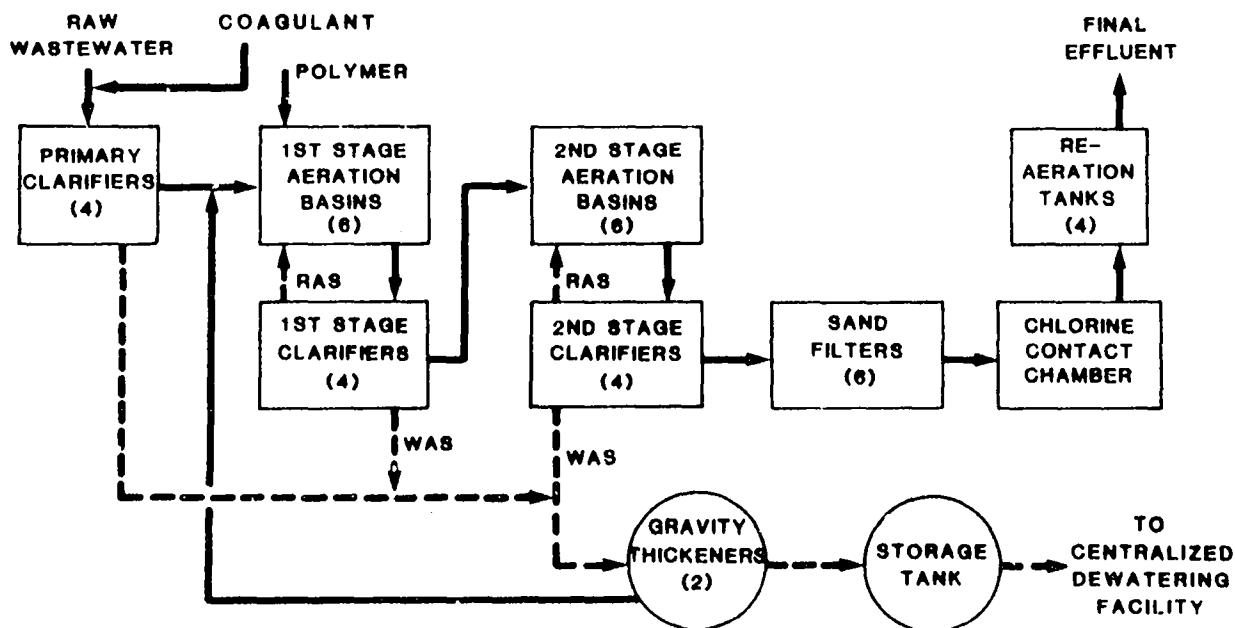 RAW
WASTEWATER
COAGULANT
POLYMER
FINAL
EFFLUENT
PRIMARY
CLARIFIERS
(4)
1ST STAGE
AERATION
BASINS
(6)
2ND STAGE
AERATION
BASINS
(6)
RE-
AERATION
TANKS
(4)
RAS
RAS
1ST STAGE
CLARIFIERS
(4)
2ND STAGE
CLARIFIERS
(4)
SAND
FILTERS
(6)
CHLORINE
CONTACT
CHAMBER
WAS
WAS
GRAVITY
THICKENERS
(2)
STORAGE
TANK
TO
CENTRALIZED
DEWATERING
FACILITY